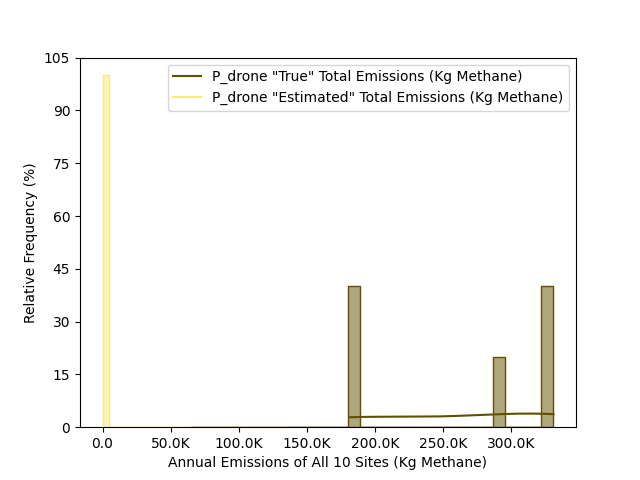 P_drone "True" Total Emissions (Kg Methane)
P_drone "Estimated" Total Emissions (Kg Methane)
Relative Frequency (%)
105
90
75
60
45
30
15
0
0.0 50.0K 100.0K 150.0K 200.0K 250.0K 300.0K
Annual Emissions of All 10 Sites (Kg Methane)